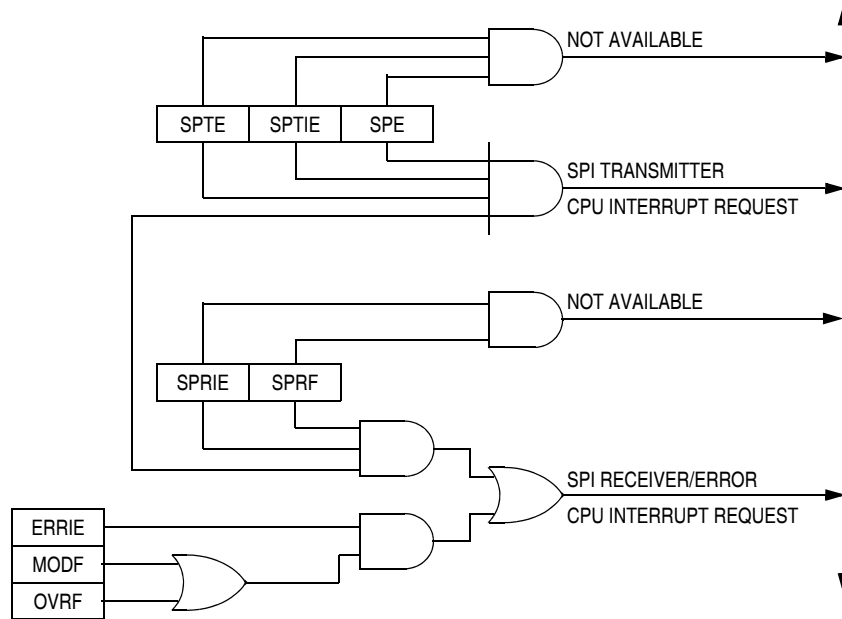 NOT AVAILABLE
SPTE SPTIE SPE
SPI TRANSMITTER
CPU INTERRUPT REQUEST
NOT AVAILABLE
SPRIE SPRF
SPI RECEIVER/ERROR
CPU INTERRUPT REQUEST
ERRIE
MODF
OVRF